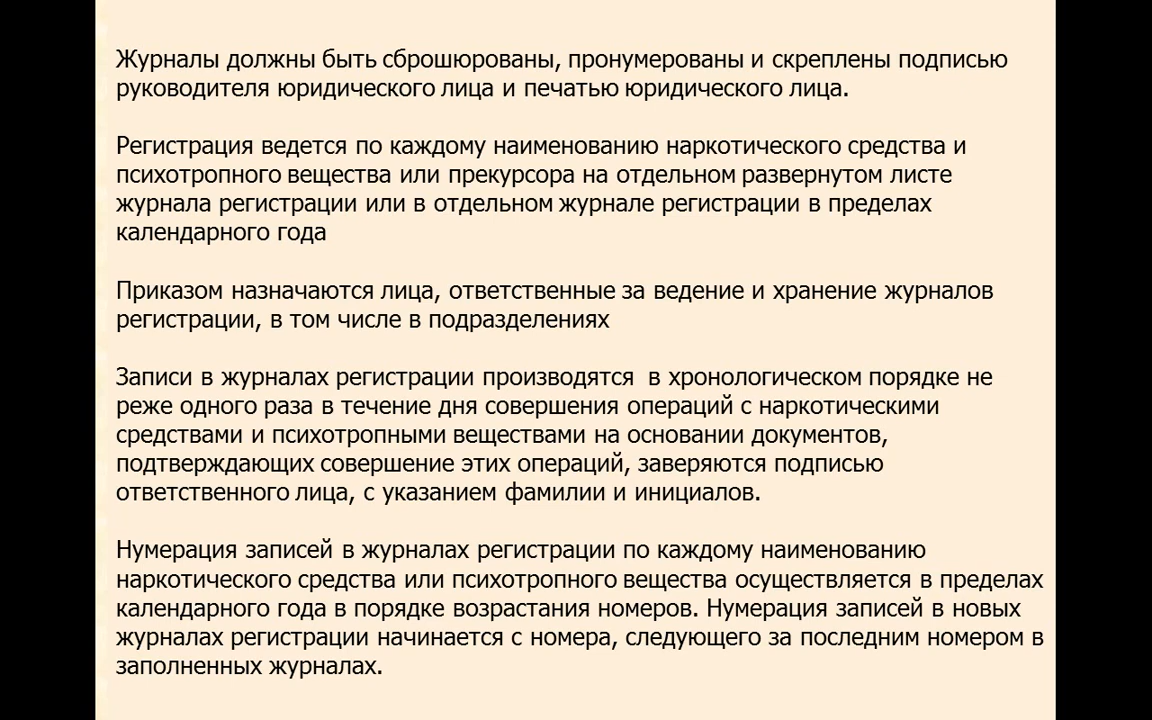 Журналы должны быть сброшюрованы, пронумерованы и скреплены подписью
руководителя юридического лица и печатью юридического лица.
Регистрация ведется по каждому наименованию наркотического средства и
психотропного вещества или прекурсора на отдельном развернутом листе
журнала регистрации или в отдельном журнале регистрации в пределах
календарного года
Приказом назначаются лица, ответственные за ведение и хранение журналов
регистрации, в том числе в подразделениях
Записи в журналах регистрации производятся  в хронологическом порядке не
реже одного раза в течение дня совершения операций с наркотическими
средствами и психотропными веществами на основании документов,
подтверждающих совершение этих операций, заверяются подписью
ответственного лица, с указанием фамилии и инициалов.
Нумерация записей в журналах регистрации по каждому наименованию
наркотического средства или психотропного вещества осуществляется в пределах
календарного года в порядке возрастания номеров. Нумерация записей в новых
журналах регистрации начинается с номера, следующего за последним номером в
заполненных журналах.